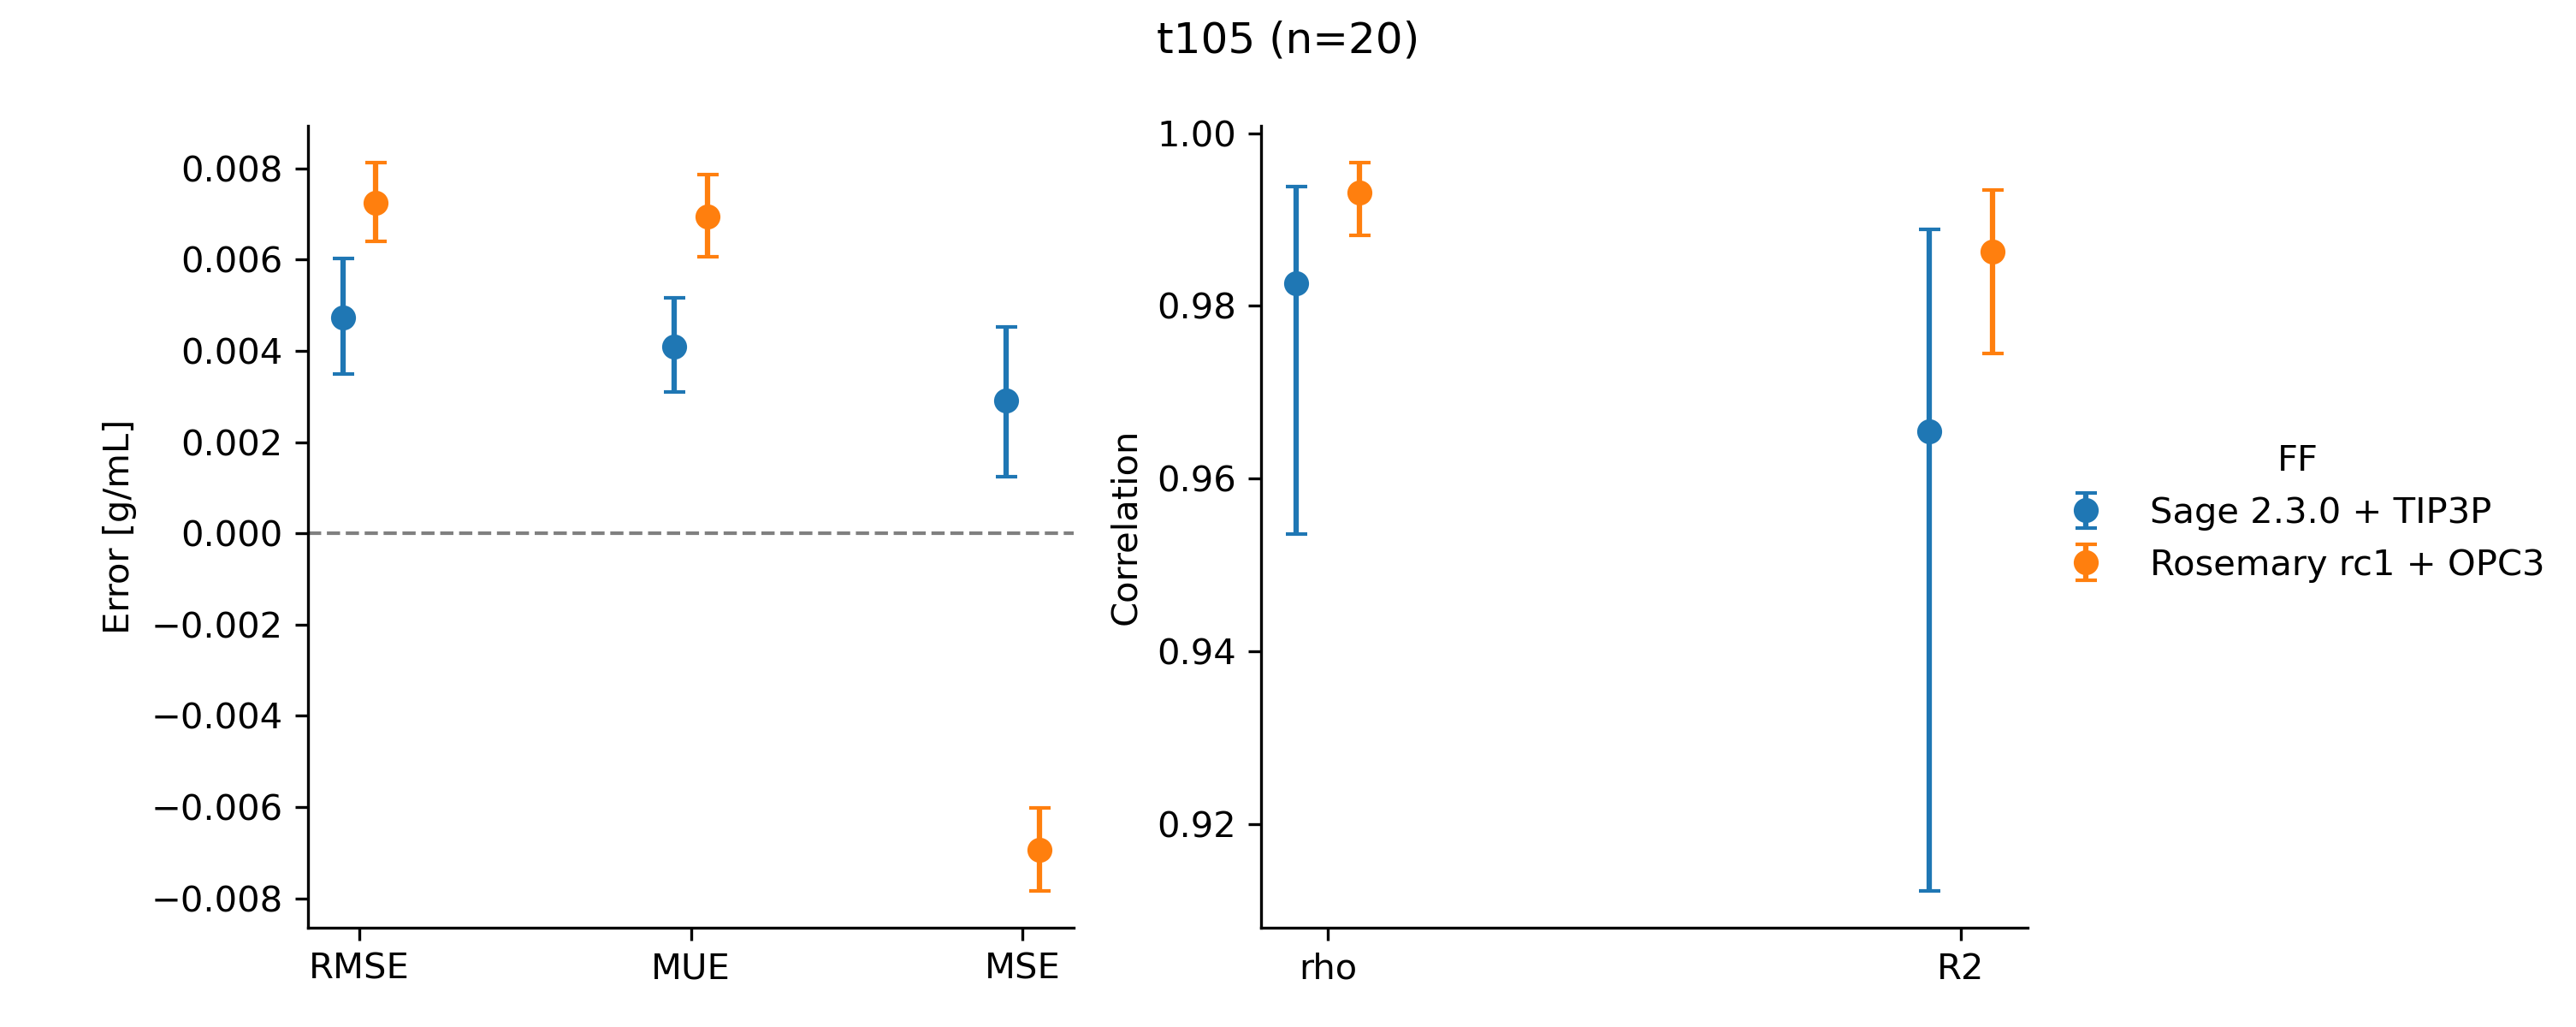 t105 (n=20)
Error [g/mL]
0.008
0.006
0.004
0.002
0.000
−0.002
−0.004
−0.006
−0.008
RMSE
MUE
MSE
Correlation
1.00
0.98
0.96
0.94
0.92
rho
R2
FF
Sage 2.3.0 + TIP3P
Rosemary rc1 + OPC3